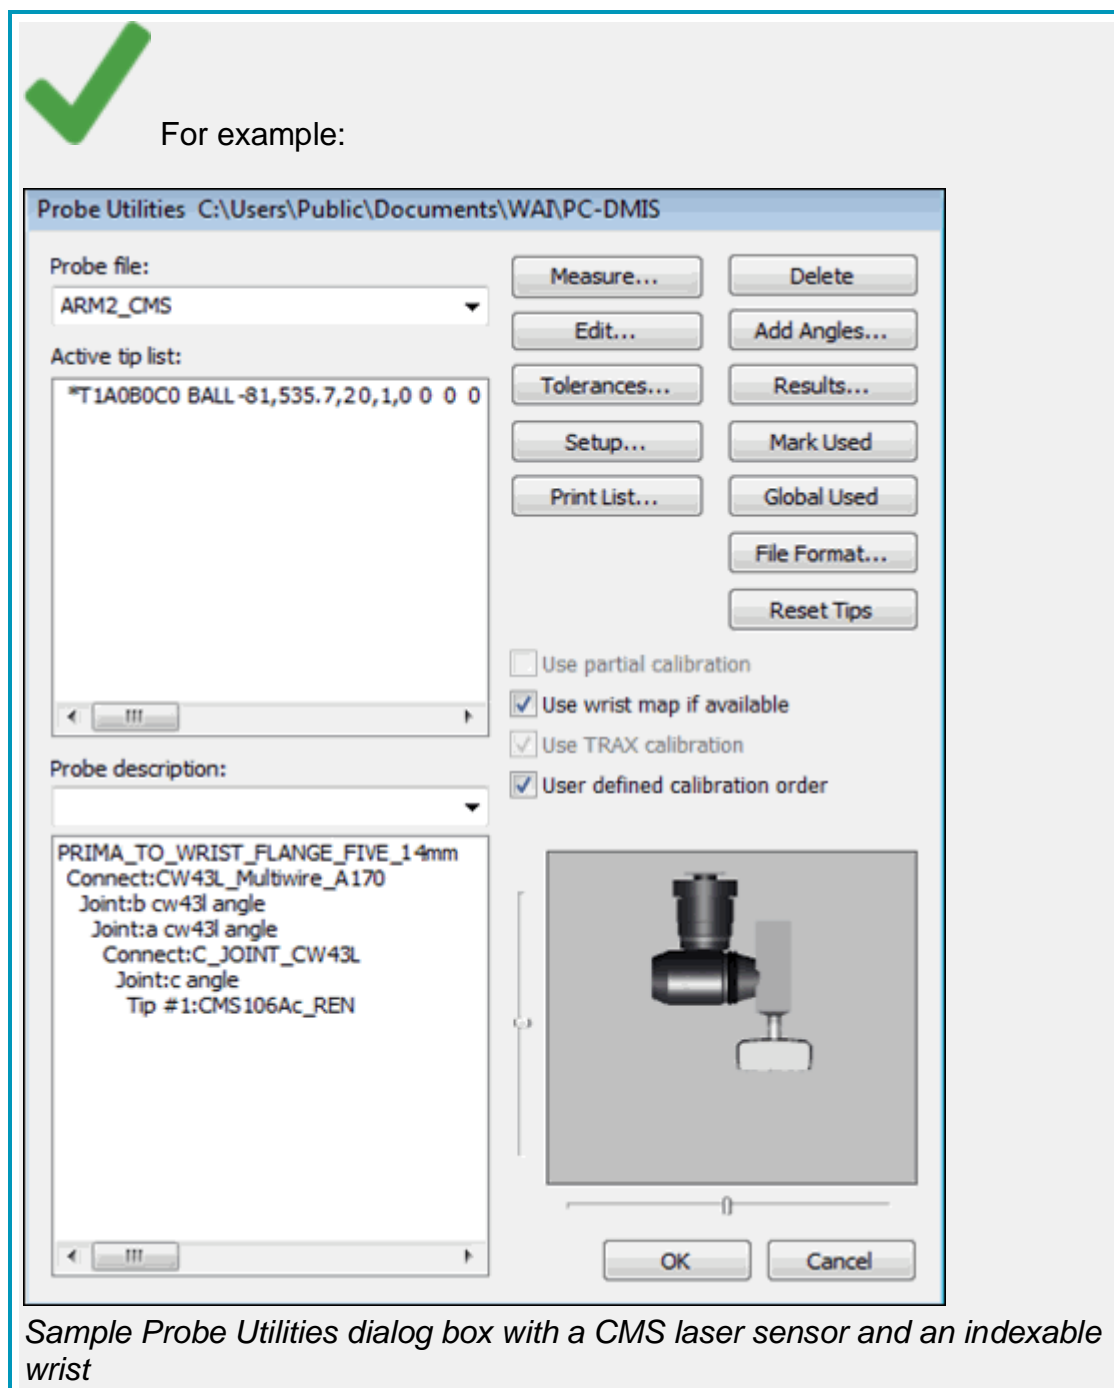 For example:
Probe Utilities C:\Users\Public\Documents\WAI\PC-DMIS
Probe file:
ARM2_CMS
Active tip list:
*T1A0B0C0 BALL -81,535.7,20,1,0 0 0 0
Measure...
Delete
Edit...
Add Angles...
Tolerances...
Results...
Setup...
Mark Used
Print List...
Global Used
File Format...
Reset Tips
Use partial calibration
Use wrist map if available
Use TRAX calibration
User defined calibration order
Probe description:
PRIMA_TO_WRIST_FLANGE_FIVE_14mm
Connect:CW43L_Multiwire_A170
Joint:b cw43l angle
Joint:a cw43l angle
Connect:C_JOINT_CW43L
Joint:c angle
Tip #1:CMS106Ac_REN
OK
Cancel
Sample Probe Utilities dialog box with a CMS laser sensor and an indexable
wrist